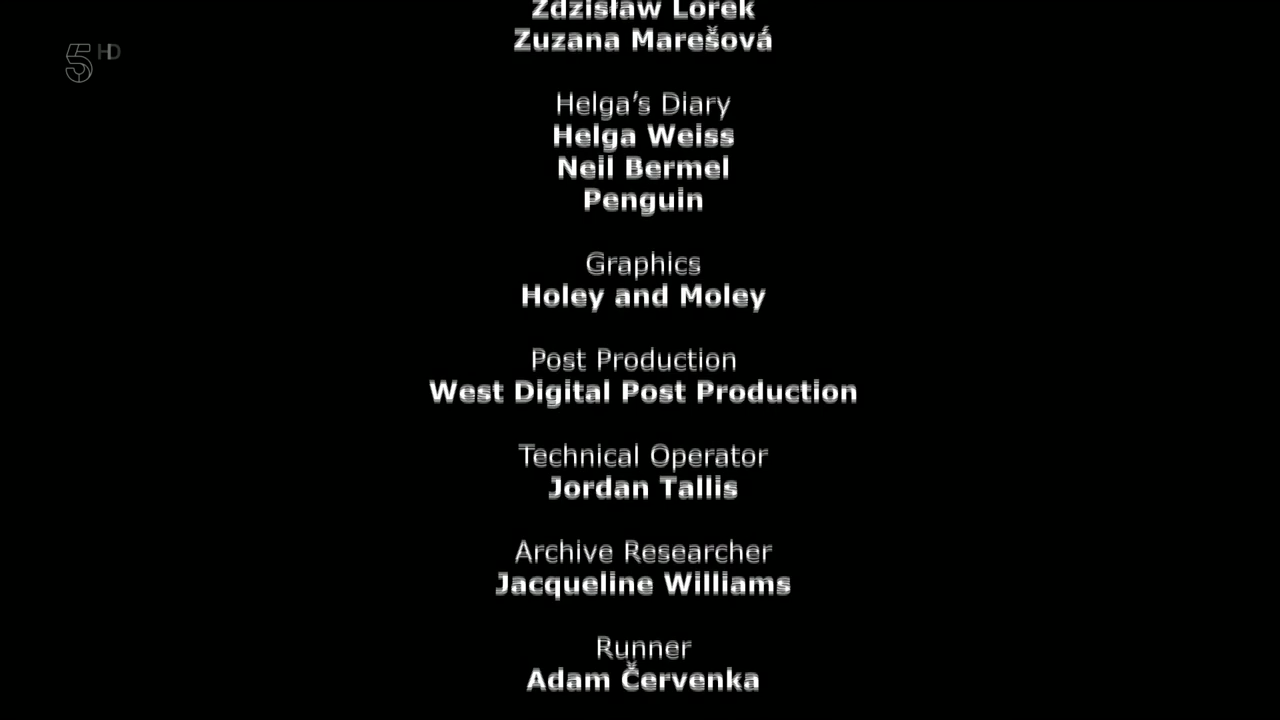 Zdzisław Lorek
Zuzana Marešová
5 HD
Helga’s Diary
Helga Weiss
Neil Bermel
Penguin
Graphics
Holey and Moley
Post Production
West Digital Post Production
Technical Operator
Jordan Tallis
Archive Researcher
Jacqueline Williams
Runner
Adam Červenka